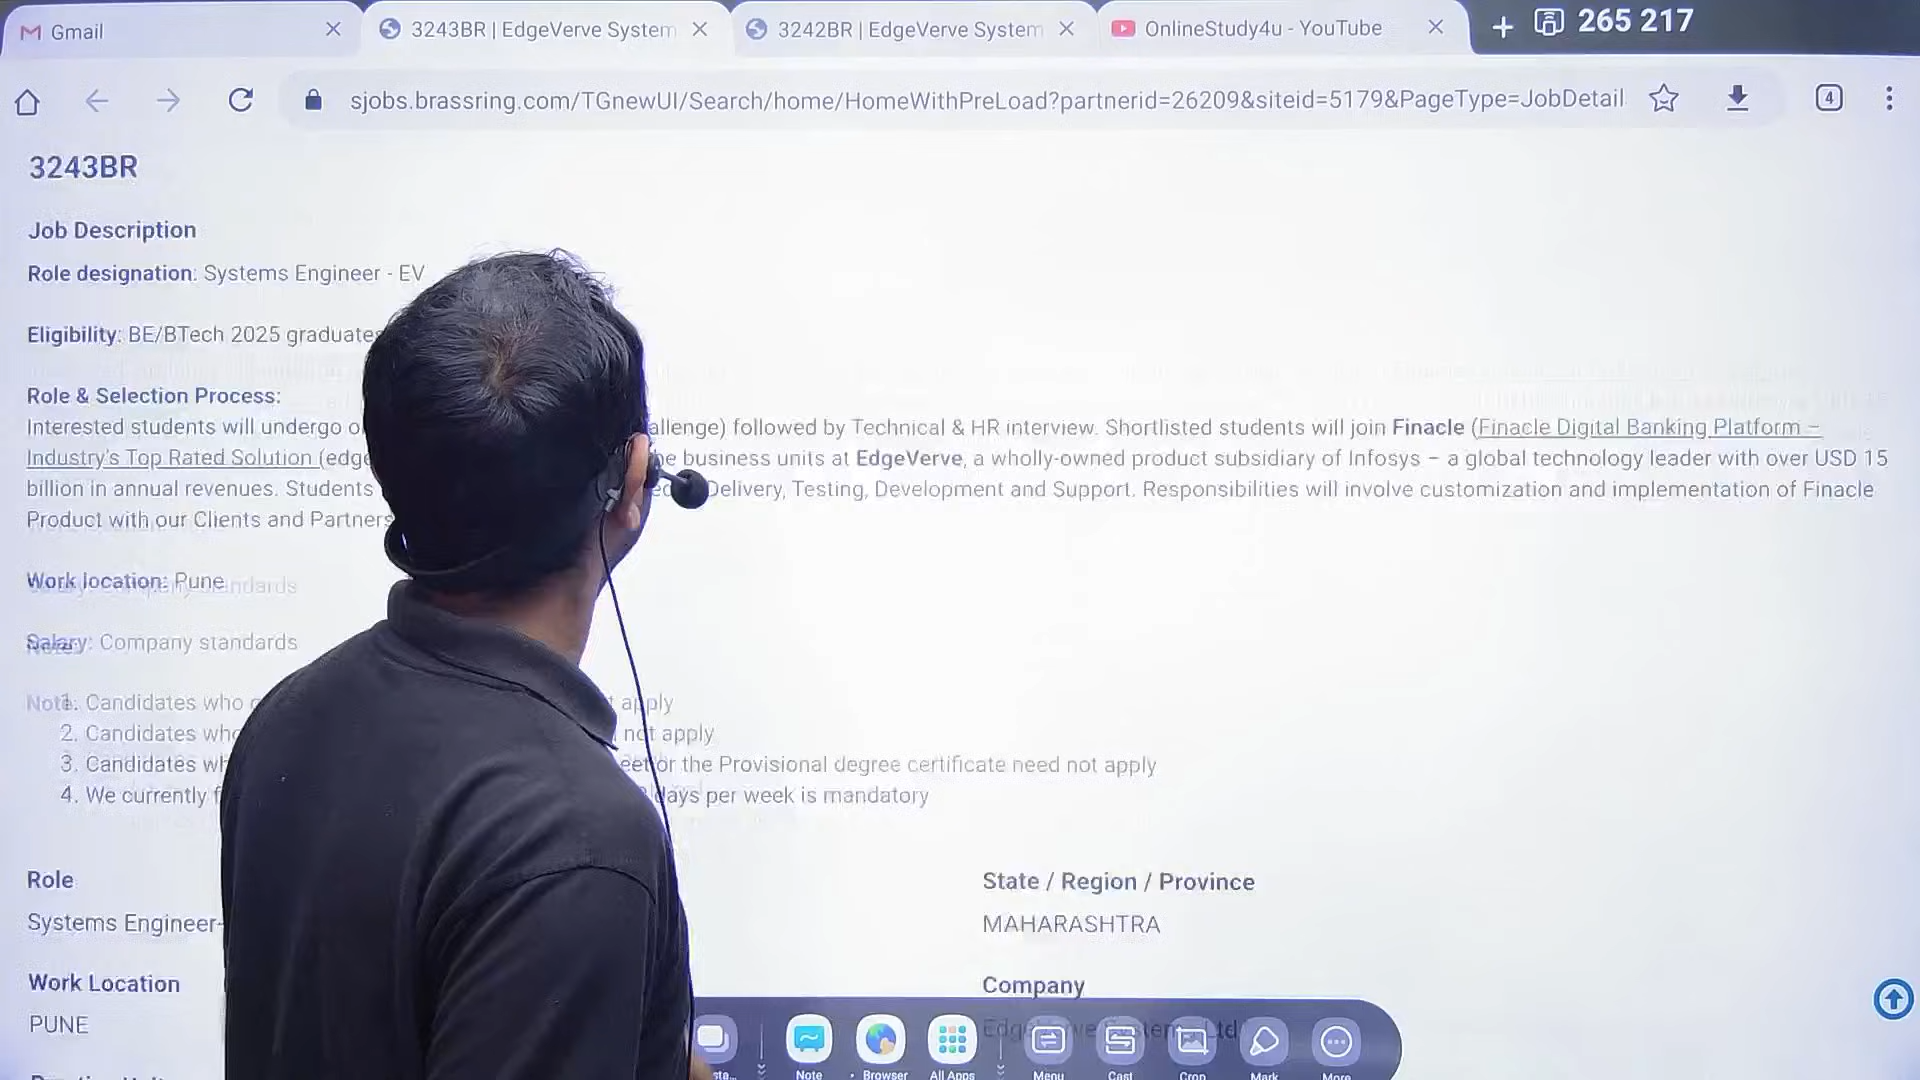 Gmail
3243BR | EdgeVerve System
3242BR | EdgeVerve System
OnlineStudy4u - YouTube
265 217
sjobs.brassring.com/TGnewUI/Search/home/HomeWithPreLoad?partnerid=26209&siteid=5179&PageType=JobDetail
4
3243BR
Job Description
Role designation: Systems Engineer - EV
Eligibility: BE/BTech 2025 graduates
Role & Selection Process:
Interested students will undergo allenge) followed by Technical & HR interview. Shortlisted students will join Finacle (Finacle Digital Banking Platform –
Industry's Top Rated Solution (edge business units at EdgeVerve, a wholly-owned product subsidiary of Infosys – a global technology leader with over USD 15
billion in annual revenues. Students Delivery, Testing, Development and Support. Responsibilities will involve customization and implementation of Finacle
Product with our Clients and Partners
Work location: Pune
Salary: Company standards
Note:
1. Candidates who apply
2. Candidates who not apply
3. Candidates or the Provisional degree certificate need not apply
4. We currently days per week is mandatory
Role
State / Region / Province
Systems Engineer-
MAHARASHTRA
Work Location
Company
PUNE
EdgeVerve Systems Ltd
Note
Browser
All Apps
Menu
Cast
Crop
Mark
More